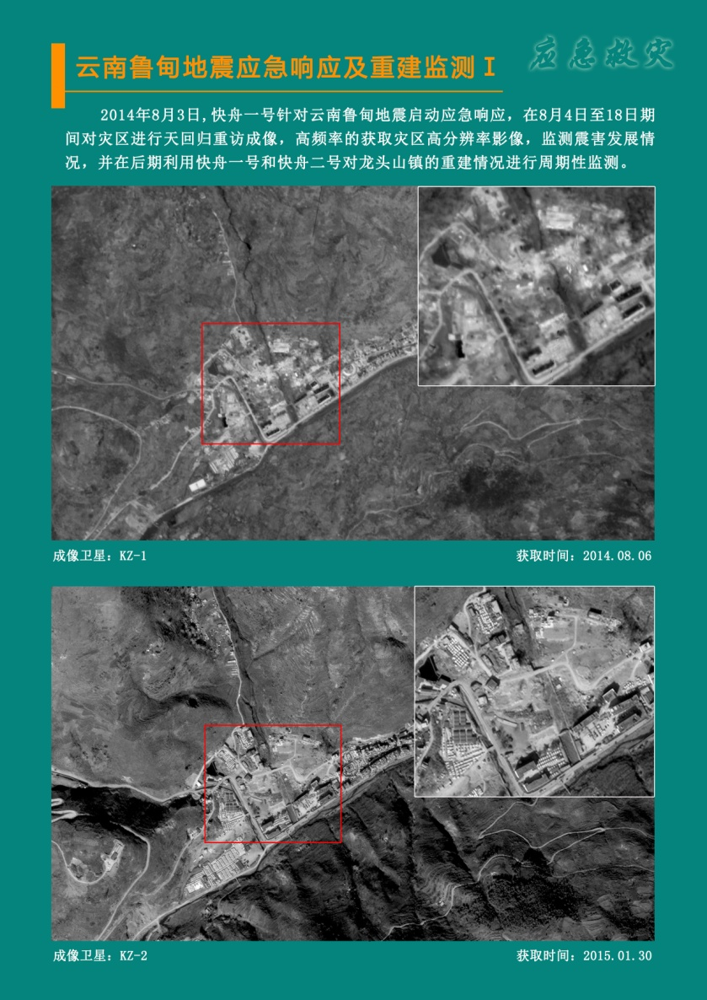 应急救灾
云南鲁甸地震应急响应及重建监测Ⅰ
2014年8月3日,快舟一号针对云南鲁甸地震启动应急响应，在8月4日至18日期
间对灾区进行天回归重访成像，高频率的获取灾区高分辨率影像，监测震害发展情
况，并在后期利用快舟一号和快舟二号对龙头山镇的重建情况进行周期性监测。
成像卫星：KZ-1
获取时间：2014.08.06
成像卫星：KZ-2
获取时间：2015.01.30